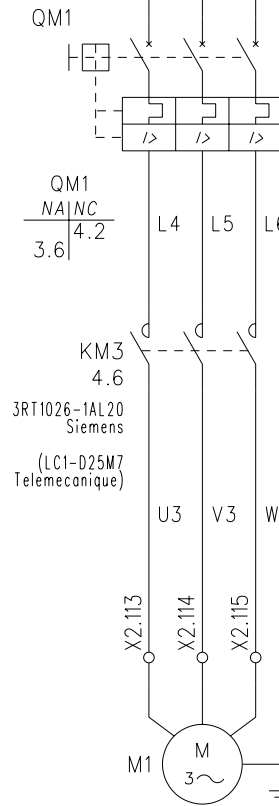 QM1
I> I> I>
QM1
NA NC
4.2
3.6
L4 L5 L6
KM3
4.6
3RT1026-1AL20
Siemens
(LC1-D25M7
Telemecanique)
U3 V3 W
X2.113 X2.114 X2.115
M1
M
3~